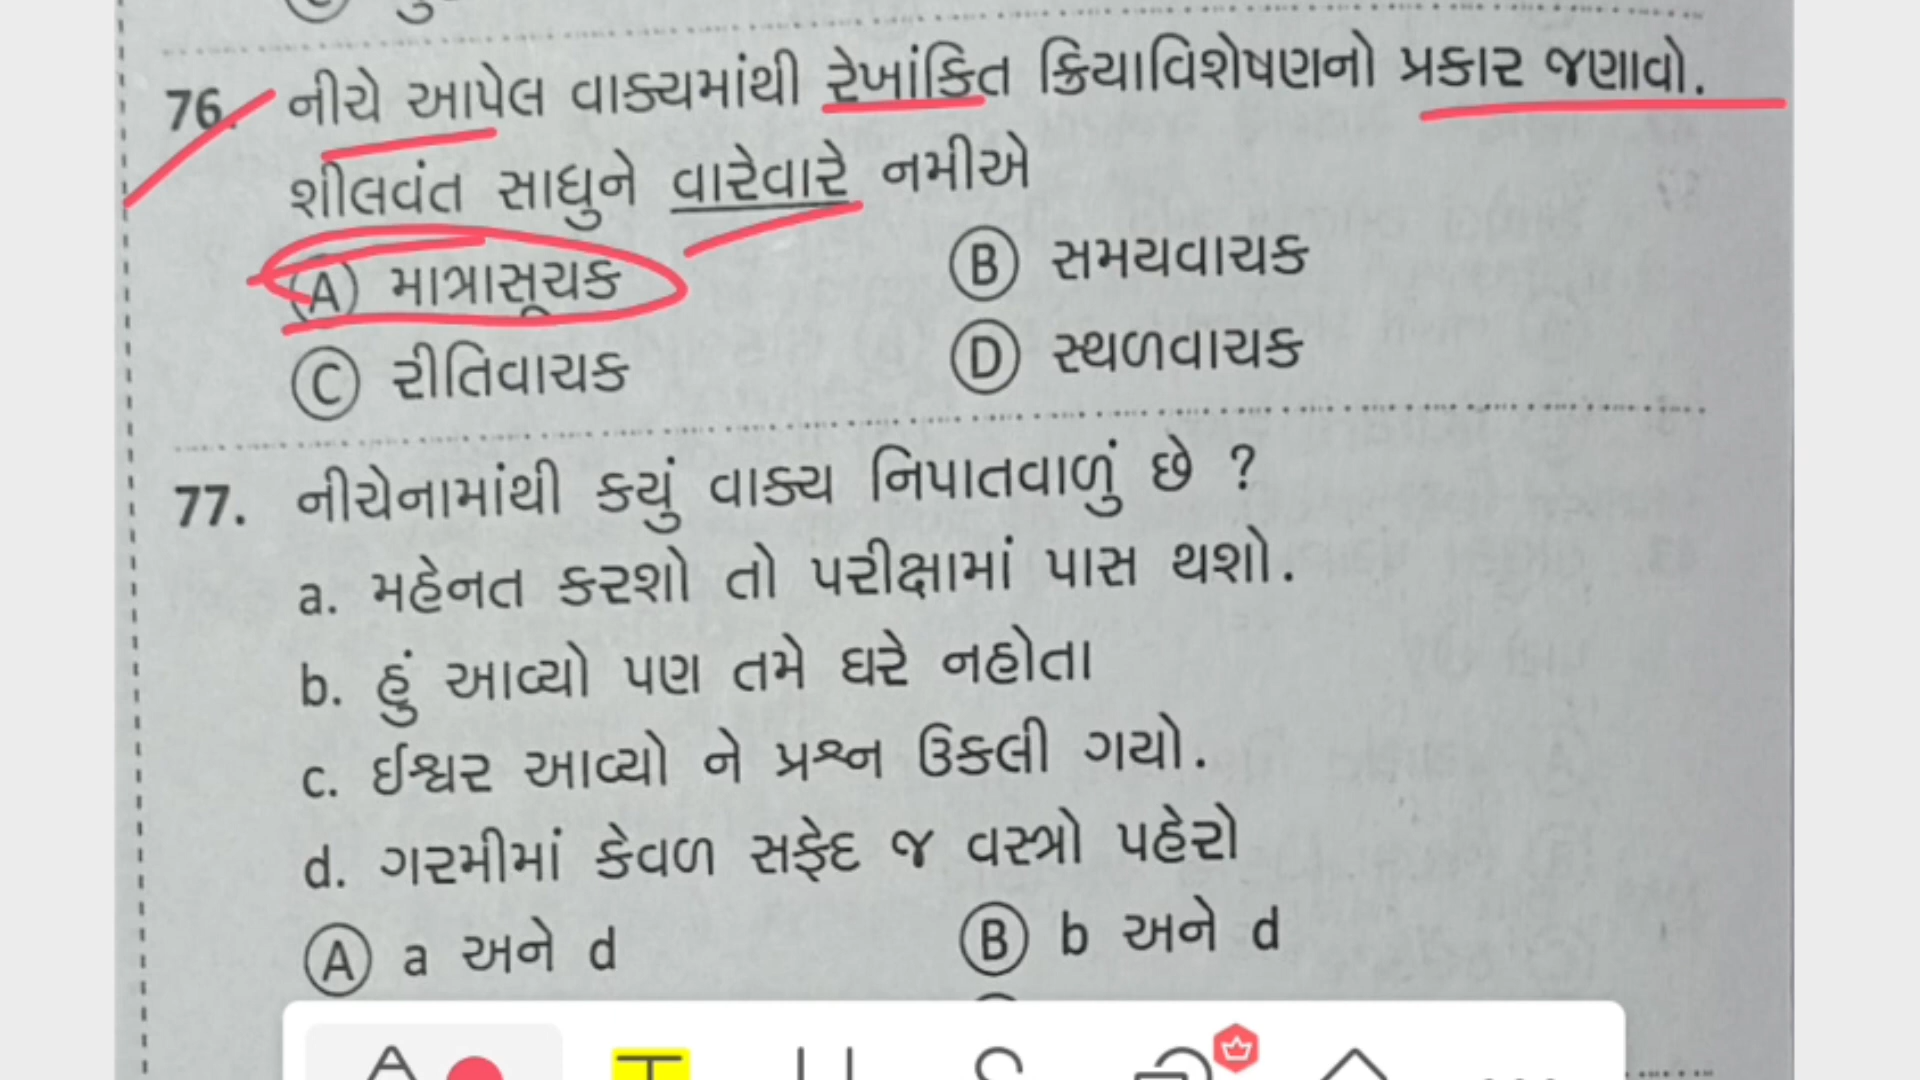 76. નીચે આપેલ વાક્યમાંથી રેખાંકિત ક્રિયાવિશેષણનો પ્રકાર જણાવો.
શીલવંત સાધુને વારેવારે નમીએ
(A) માત્રાસૂચક (B) સમયવાચક
(C) રીતિવાચક (D) સ્થળવાચક
77. નીચેનામાંથી કયું વાક્ય નિપાતવાળું છે ?
a. મહેનત કરશો તો પરીક્ષામાં પાસ થશો.
b. હું આવ્યો પણ તમે ઘરે નહોતા
c. ઈશ્વર આવ્યો ને પ્રશ્ન ઉકલી ગયો.
d. ગરમીમાં કેવળ સફેદ જ વસ્ત્રો પહેરો
(A) a અને d (B) b અને d